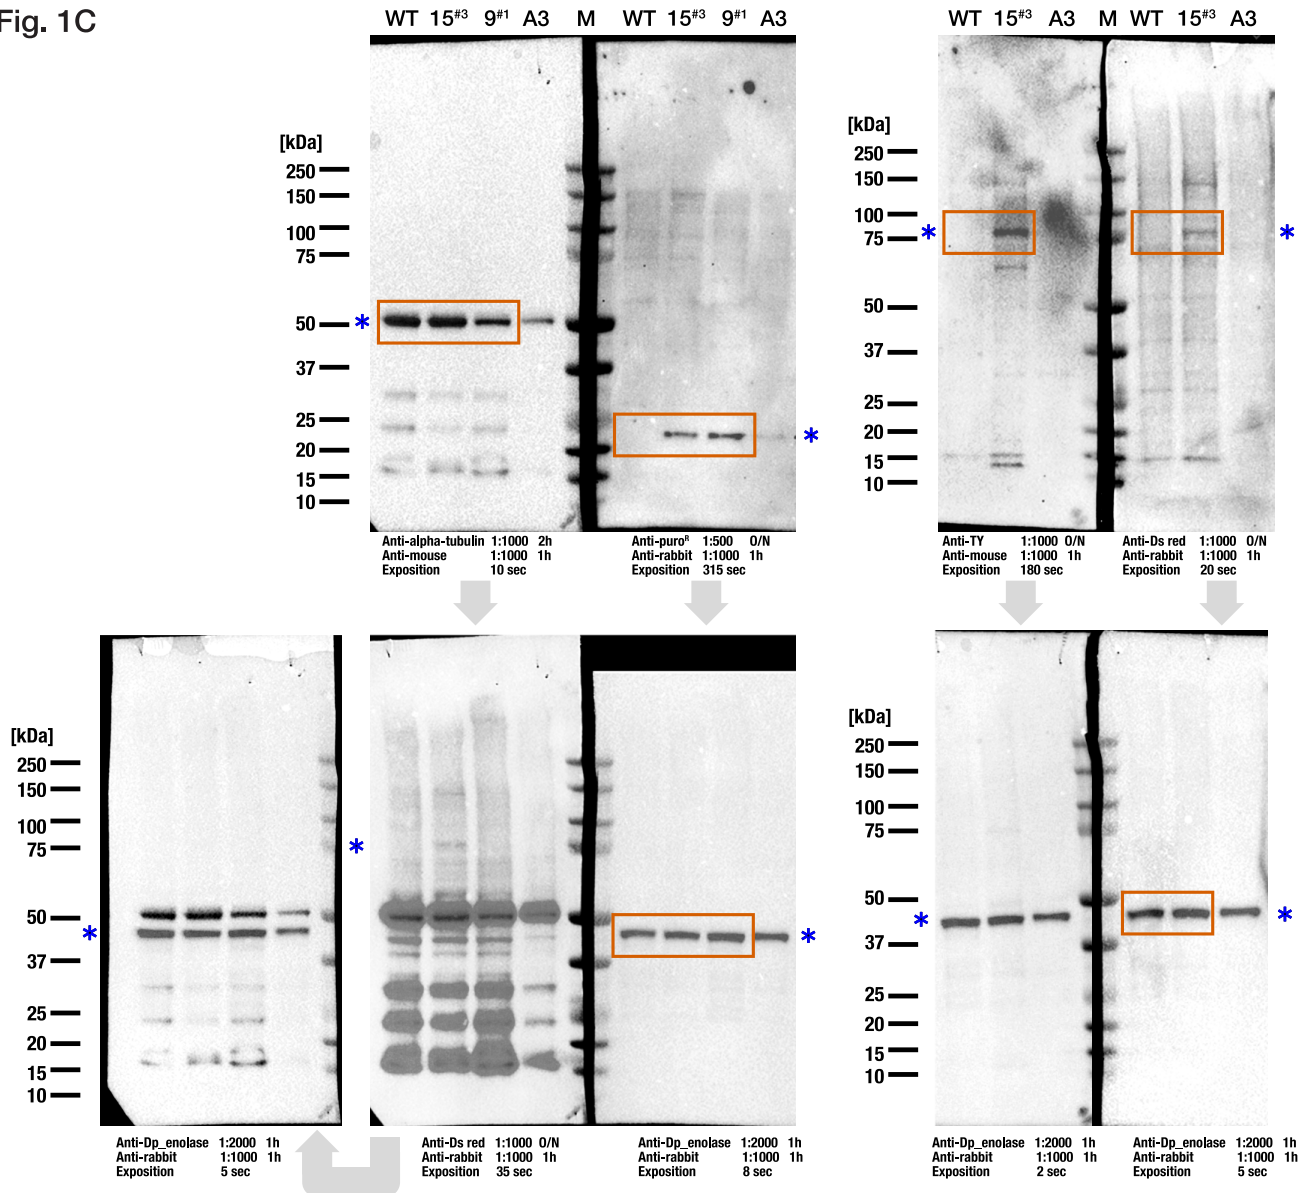 Fig. 1C
WT 15#3 9#1 A3 M WT 15#3 9#1 A3
WT 15#3 A3 M WT 15#3 A3
[kDa]
250
150
100
75
50
37
25
20
15
10
*
*
[kDa]
250
150
100
75
50
37
25
20
15
10
*
*
Anti-alpha-tubulin 1:1000 2h
Anti-mouse 1:1000 1h
Exposition 10 sec
Anti-puroR 1:500 O/N
Anti-rabbit 1:1000 1h
Exposition 315 sec
Anti-TY 1:1000 O/N
Anti-mouse 1:1000 1h
Exposition 180 sec
Anti-Ds red 1:1000 O/N
Anti-rabbit 1:1000 1h
Exposition 20 sec
[kDa]
250
150
100
75
50
37
25
20
15
10
*
*
*
[kDa]
250
150
100
75
50
37
25
20
15
10
*
*
Anti-Dp_enolase 1:2000 1h
Anti-rabbit 1:1000 1h
Exposition 5 sec
Anti-Ds red 1:1000 O/N
Anti-rabbit 1:1000 1h
Exposition 35 sec
Anti-Dp_enolase 1:2000 1h
Anti-rabbit 1:1000 1h
Exposition 8 sec
Anti-Dp_enolase 1:2000 1h
Anti-rabbit 1:1000 1h
Exposition 2 sec
Anti-Dp_enolase 1:2000 1h
Anti-rabbit 1:1000 1h
Exposition 5 sec